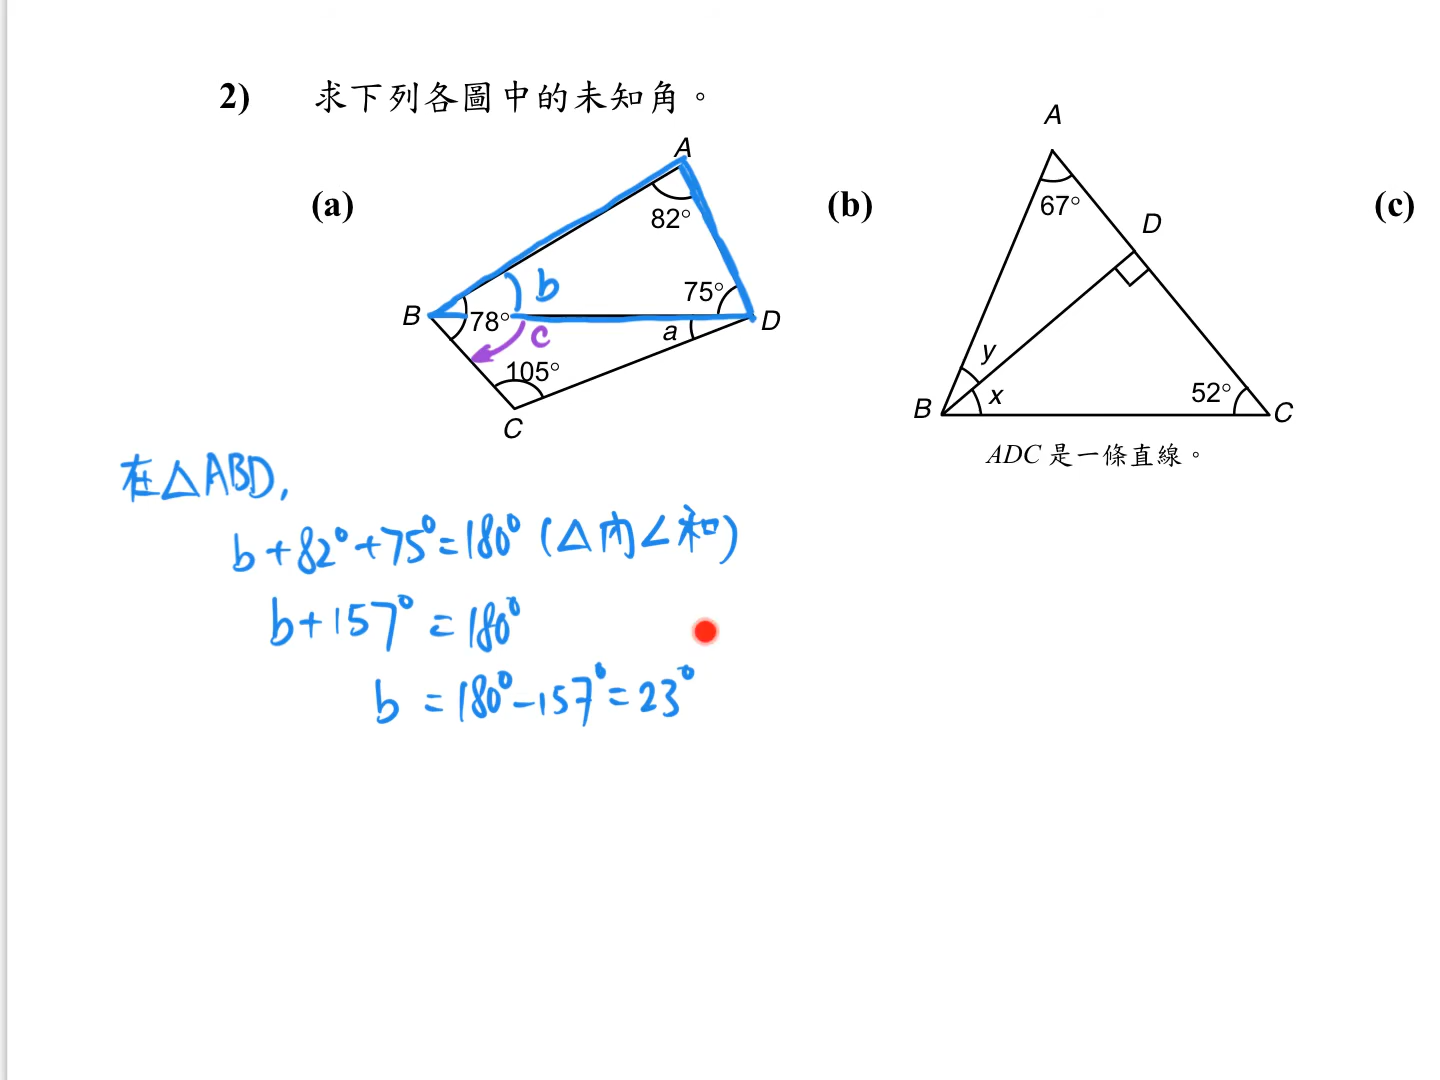 2) 求下列各圖中的未知角。
(a)
A
82°
b
75°
B
78°
D
c
a
105°
C
(b)
A
67°
D
y
x
52°
B
C
ADC 是一條直線。
(c)
在△ABD,
b+82°+75°=180° (△內∠和)
b+157°=180°
b=180°-157°=23°